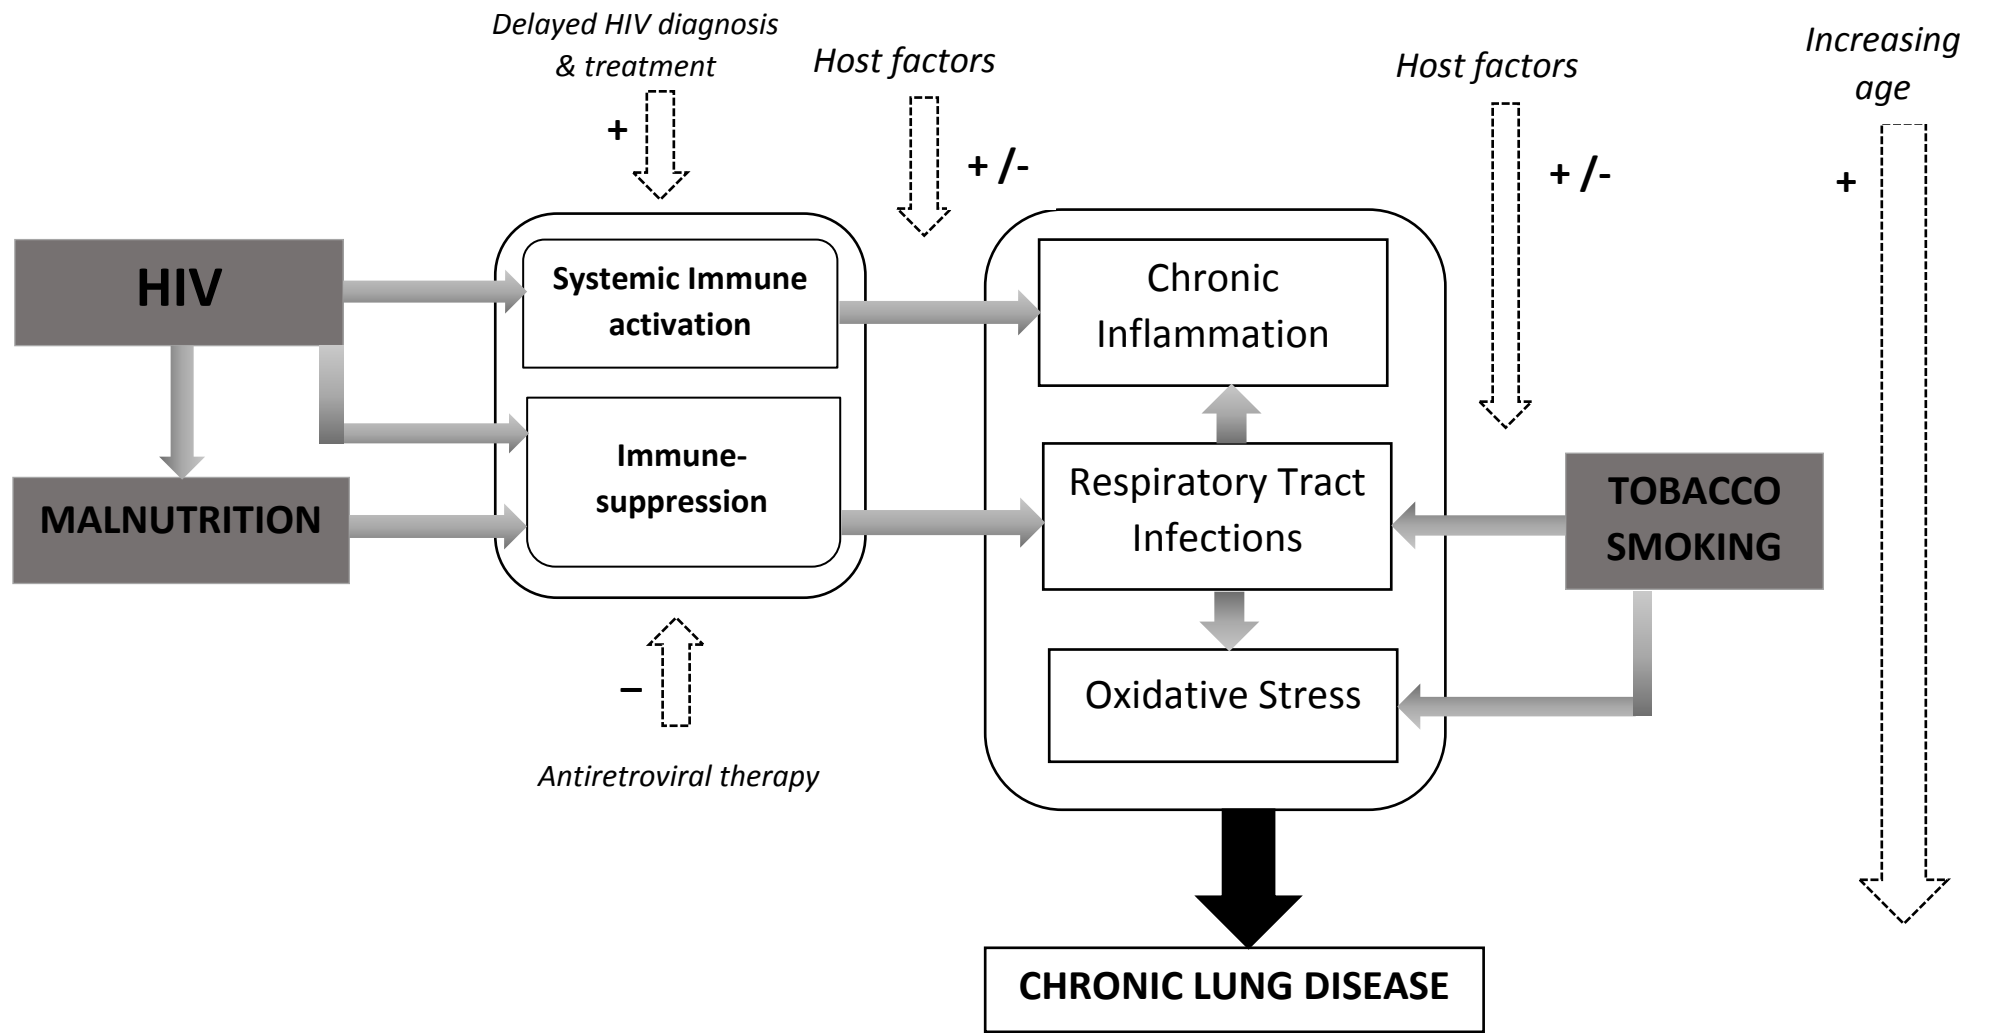 Delayed HIV diagnosis
& treatment
Host factors
Host factors
Increasing
age
+
+ /-
+ /-
+
HIV
Systemic Immune
activation
Chronic
Inflammation
MALNUTRITION
Immune-
suppression
Respiratory Tract
Infections
TOBACCO
SMOKING
Oxidative Stress
–
Antiretroviral therapy
CHRONIC LUNG DISEASE